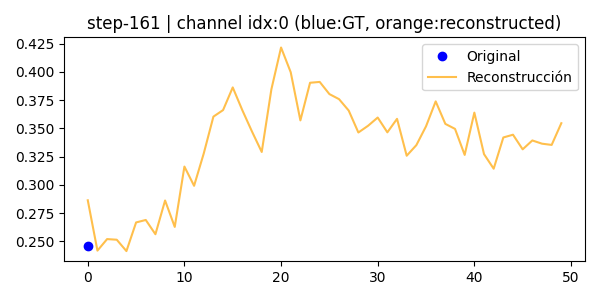 step-161 | channel idx:0 (blue:GT, orange:reconstructed)
0.425
0.400
0.375
0.350
0.325
0.300
0.275
0.250
Original
Reconstrucción
0 10 20 30 40 50